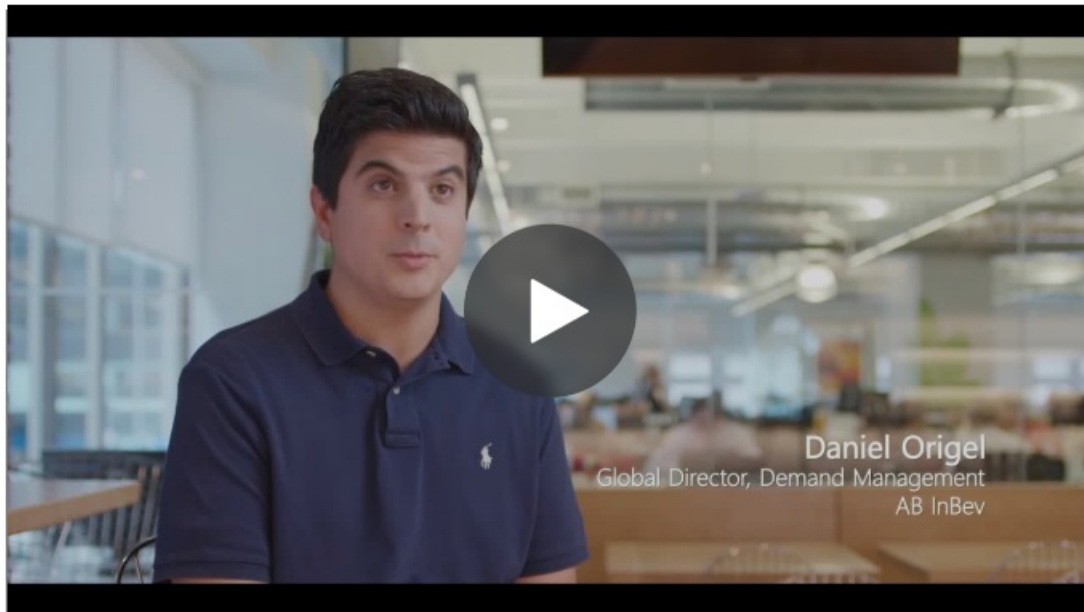 Daniel Origel
Global Director, Demand Management
AB InBev